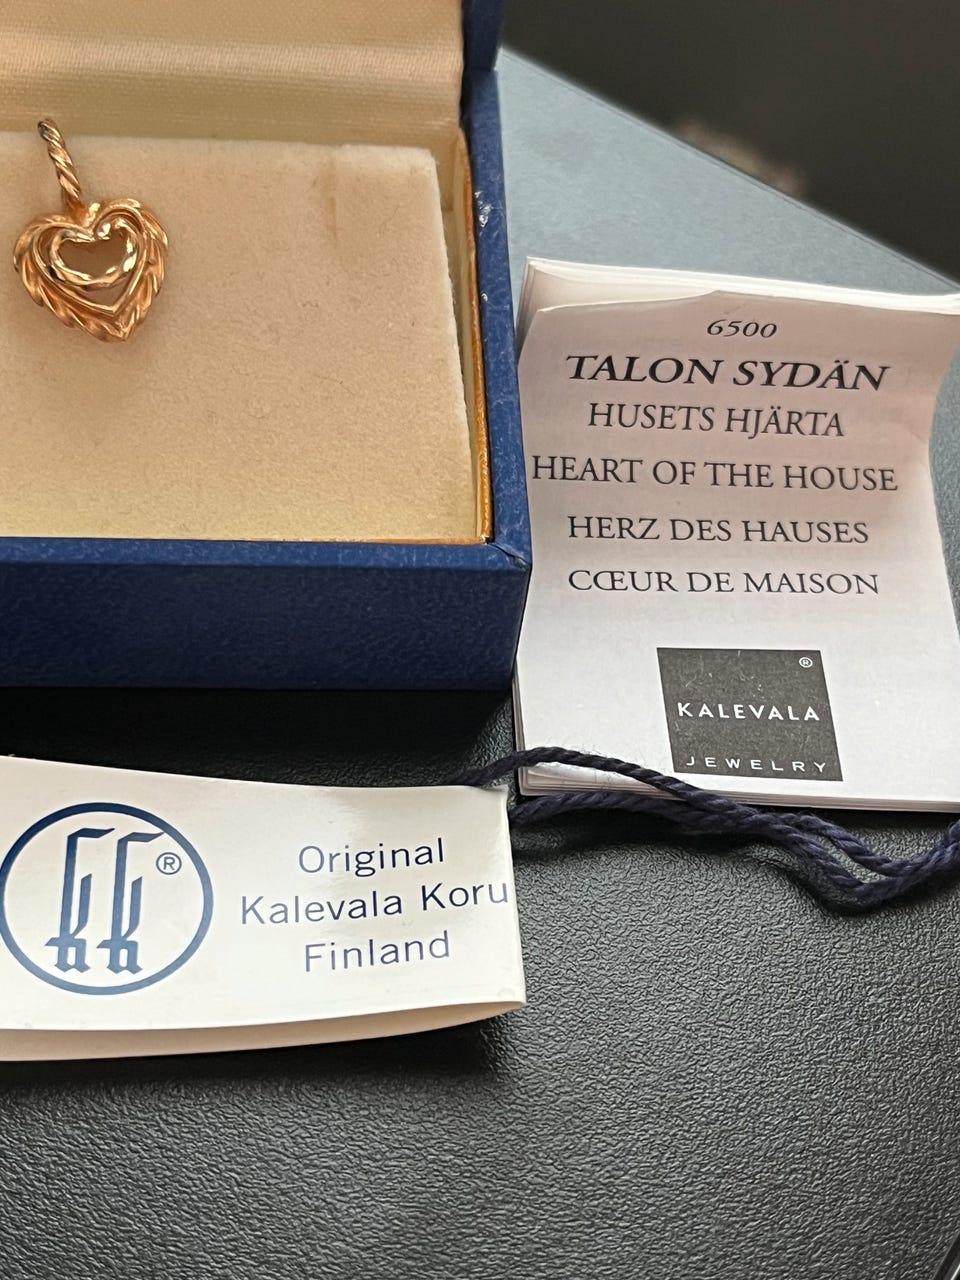 6500
TALON SYDÄN
HUSETS HJÄRTA
HEART OF THE HOUSE
HERZ DES HAUSES
CŒUR DE MAISON
®
KALEVALA
JEWELRY
kk®
Original
Kalevala Koru
Finland